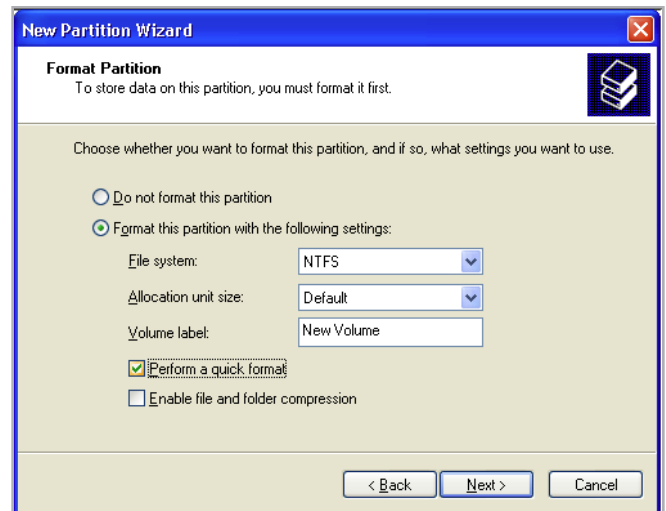 New Partition Wizard
Format Partition
To store data on this partition, you must format it first.
Choose whether you want to format this partition, and if so, what settings you want to use.
Do not format this partition
Format this partition with the following settings:
File system: NTFS
Allocation unit size: Default
Volume label: New Volume
Perform a quick format
Enable file and folder compression
< Back Next > Cancel